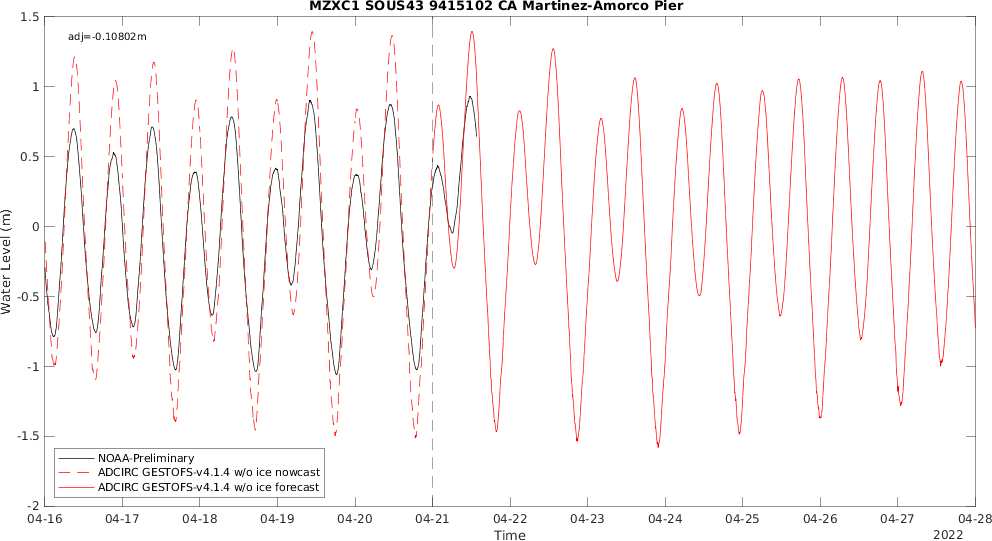 MZXC1 SOUS43 9415102 CA Martinez-Amorco Pier
adj=-0.10802m
1.5
1
0.5
0
-0.5
-1
-1.5
-2
Water Level (m)
NOAA-Preliminary
ADCIRC GESTOFS-v4.1.4 w/o ice nowcast
ADCIRC GESTOFS-v4.1.4 w/o ice forecast
04-16 04-17 04-18 04-19 04-20 04-21 04-22 04-23 04-24 04-25 04-26 04-27 04-28
Time
2022